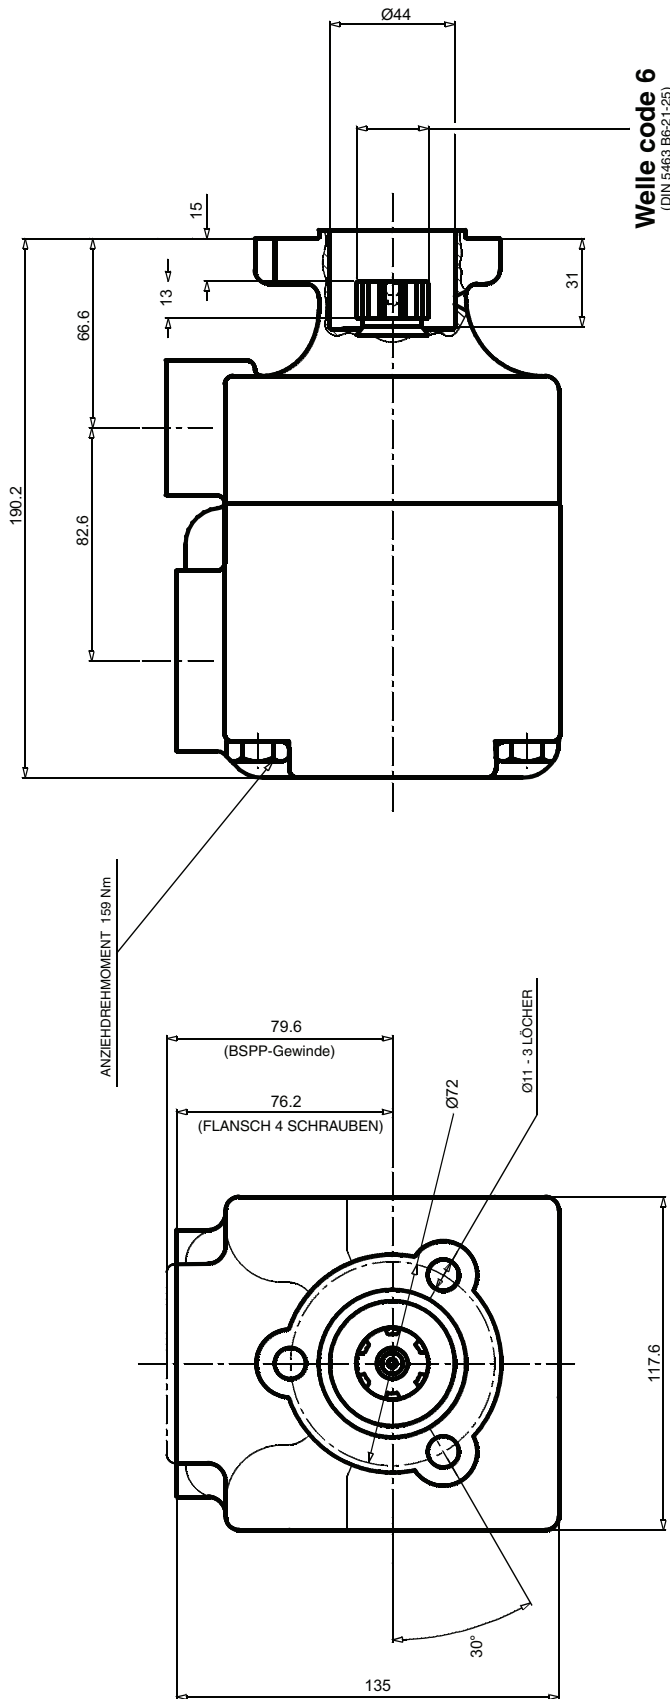 Ø44
Welle code 6
(DIN 5463 B6-21-25)
15
13
66.6
31
190.2
82.6
ANZIEHDREHMOMENT 159 Nm
79.6
(BSPP-Gewinde)
76.2
(FLANSCH 4 SCHRAUBEN)
Ø72
Ø11 - 3 LÖCHER
117.6
30°
135